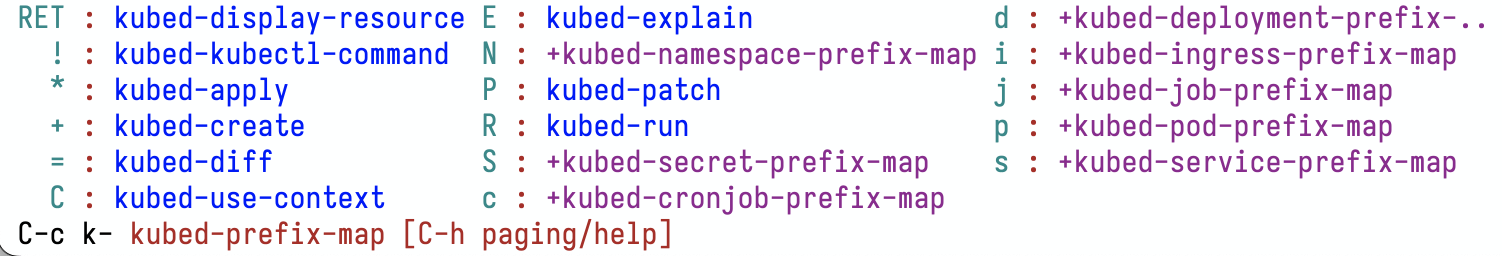 RET : kubed-display-resource E : kubed-explain d : +kubed-deployment-prefix-..
! : kubed-kubectl-command N : +kubed-namespace-prefix-map i : +kubed-ingress-prefix-map
* : kubed-apply P : kubed-patch j : +kubed-job-prefix-map
+ : kubed-create R : kubed-run p : +kubed-pod-prefix-map
= : kubed-diff S : +kubed-secret-prefix-map s : +kubed-service-prefix-map
C : kubed-use-context c : +kubed-cronjob-prefix-map
C-c k- kubed-prefix-map [C-h paging/help]